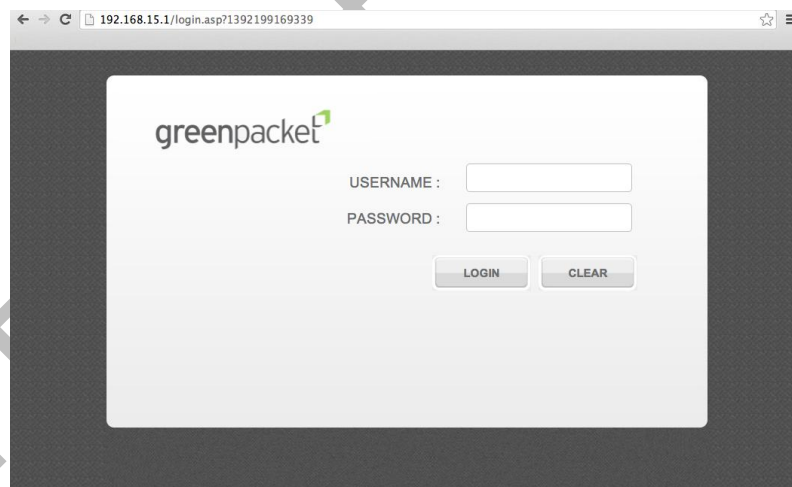 192.168.15.1/login.asp?1392199169339
greenpacket
USERNAME :
PASSWORD :
LOGIN CLEAR